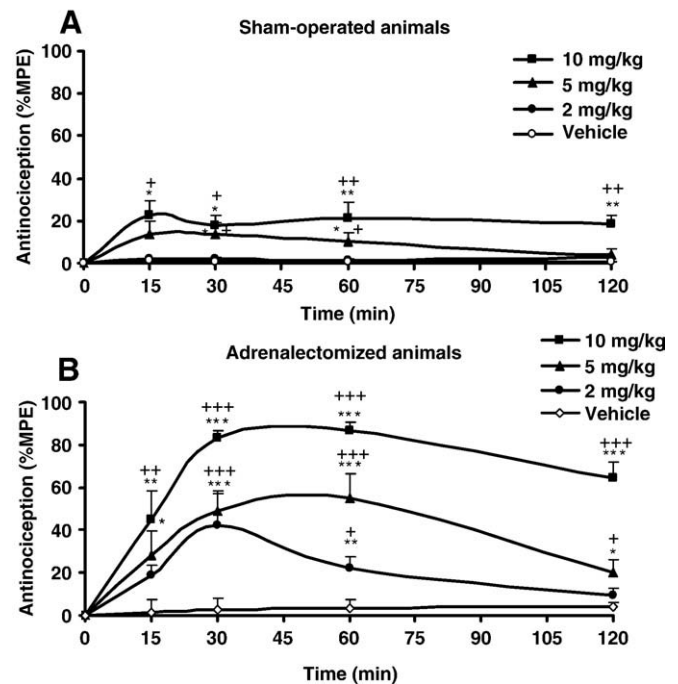 A
Sham-operated animals
10 mg/kg
5 mg/kg
2 mg/kg
Vehicle
Antinociception (%MPE)
100
80
60
40
20
0
+
*
+
*
* + +
++
**
* +
++
**
0 15 30 45 60 75 90 105 120
Time (min)
B
Adrenalectomized animals
10 mg/kg
5 mg/kg
2 mg/kg
Vehicle
Antinociception (%MPE)
100
80
60
40
20
0
++
**
*
+++
***
+++
***
+++
***
+++
***
+
**
+++
***
+
*
0 15 30 45 60 75 90 105 120
Time (min)